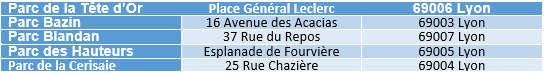 Parc de la Tête d’Or Place Général Leclerc 69006 Lyon
Parc Bazin 16 Avenue des Acacias 69003 Lyon
Parc Blandan 37 Rue du Repos 69007 Lyon
Parc des Hauteurs Esplanade de Fourvière 69005 Lyon
Parc de la Cerisaie 25 Rue Chazière 69004 Lyon